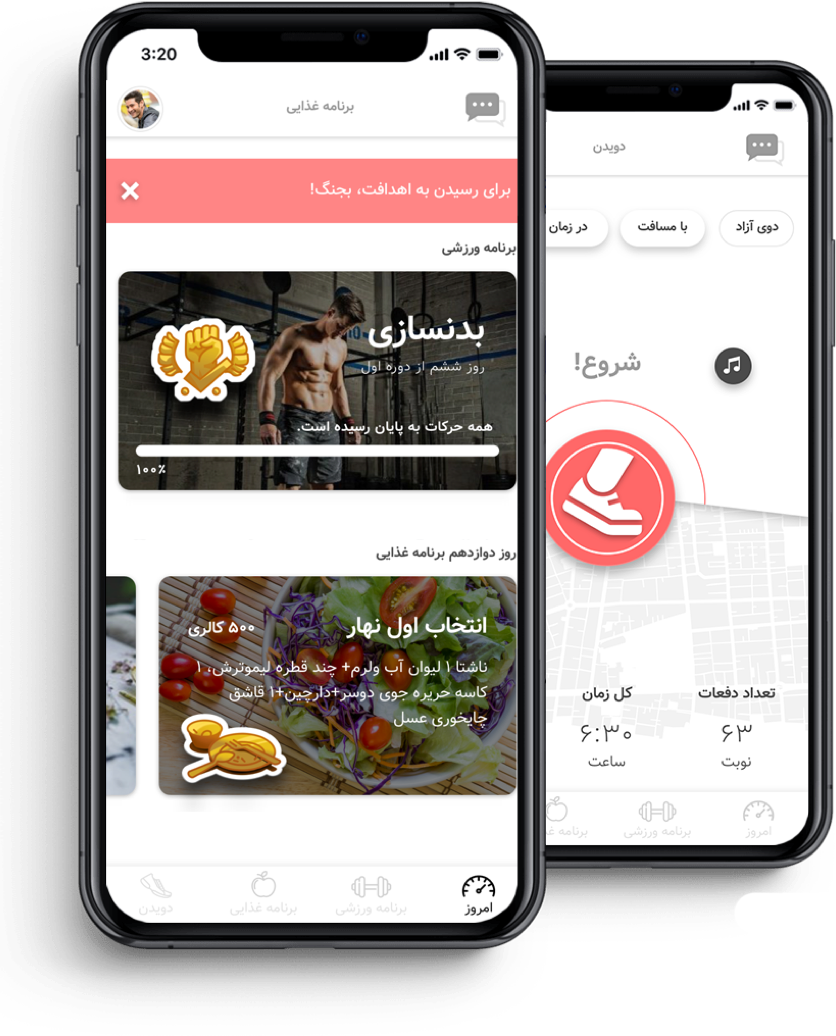 3:20
برنامه غذایی
برای رسیدن به اهدافت، بجنگ!
برنامه ورزشی
بدنسازی
روز ششم از دوره اول
همه حرکات به پایان رسیده است.
۱۰۰٪
روز دوازدهم برنامه غذایی
انتخاب اول نهار
۵۰۰ کالری
ناشتا ۱ لیوان آب ولرم+ چند قطره لیموترش، ۱
کاسه حریره جوی دوسر+دارچین+۱ قاشق
چایخوری عسل
امروز
برنامه ورزشی
برنامه غذایی
دویدن
دویدن
دوی آزاد
با مسافت
در زمان
شروع!
تعداد دفعات
کل زمان
۶۳
۶:۳۰
نوبت
ساعت
امروز
برنامه ورزشی
برنامه غ